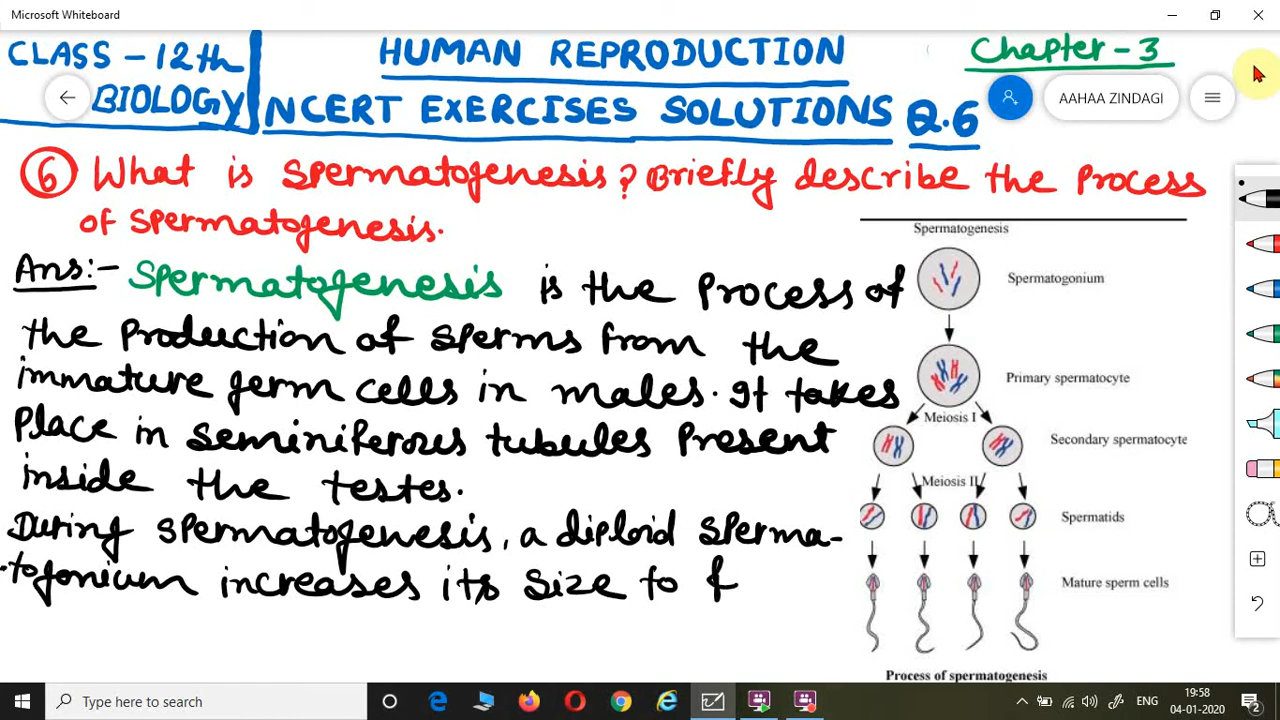 Microsoft Whiteboard
CLASS - 12th
BIOLOGY
HUMAN REPRODUCTION
Chapter - 3
NCERT EXERCISES SOLUTIONS Q.6
AAHAA ZINDAGI
6 What is Spermatogenesis? Briefly describe the Process
of Spermatogenesis.
Ans:- Spermatogenesis is the Process of
the Production of sperms from the
immature germ cells in males. It takes
Place in seminiferous tubules Present
inside the testes.
During spermatogenesis, a diploid sperma-
togonium increases its size to f
Spermatogenesis
Spermatogonium
Primary spermatocyte
Meiosis I
Secondary spermatocyte
Meiosis II
Spermatids
Mature sperm cells
Process of spermatogenesis
Type here to search
ENG
19:58
04-01-2020
2